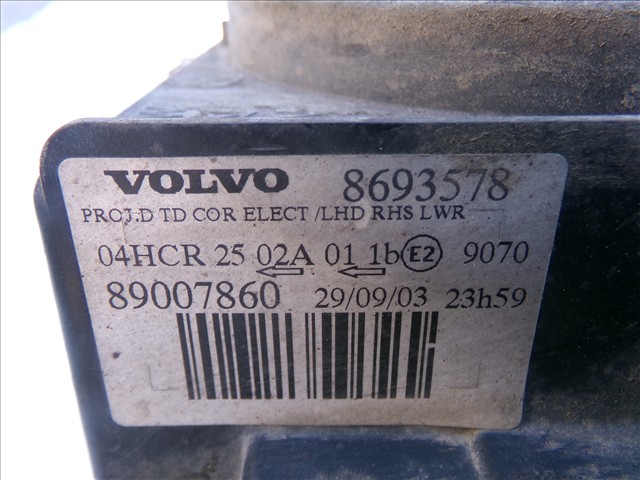 VOLVO 8693578
PROJ.D TD COR ELECT /LHD RHS LWR
04HCR 25 02A 01 1b E2 9070
89007860 29/09/03 23h59